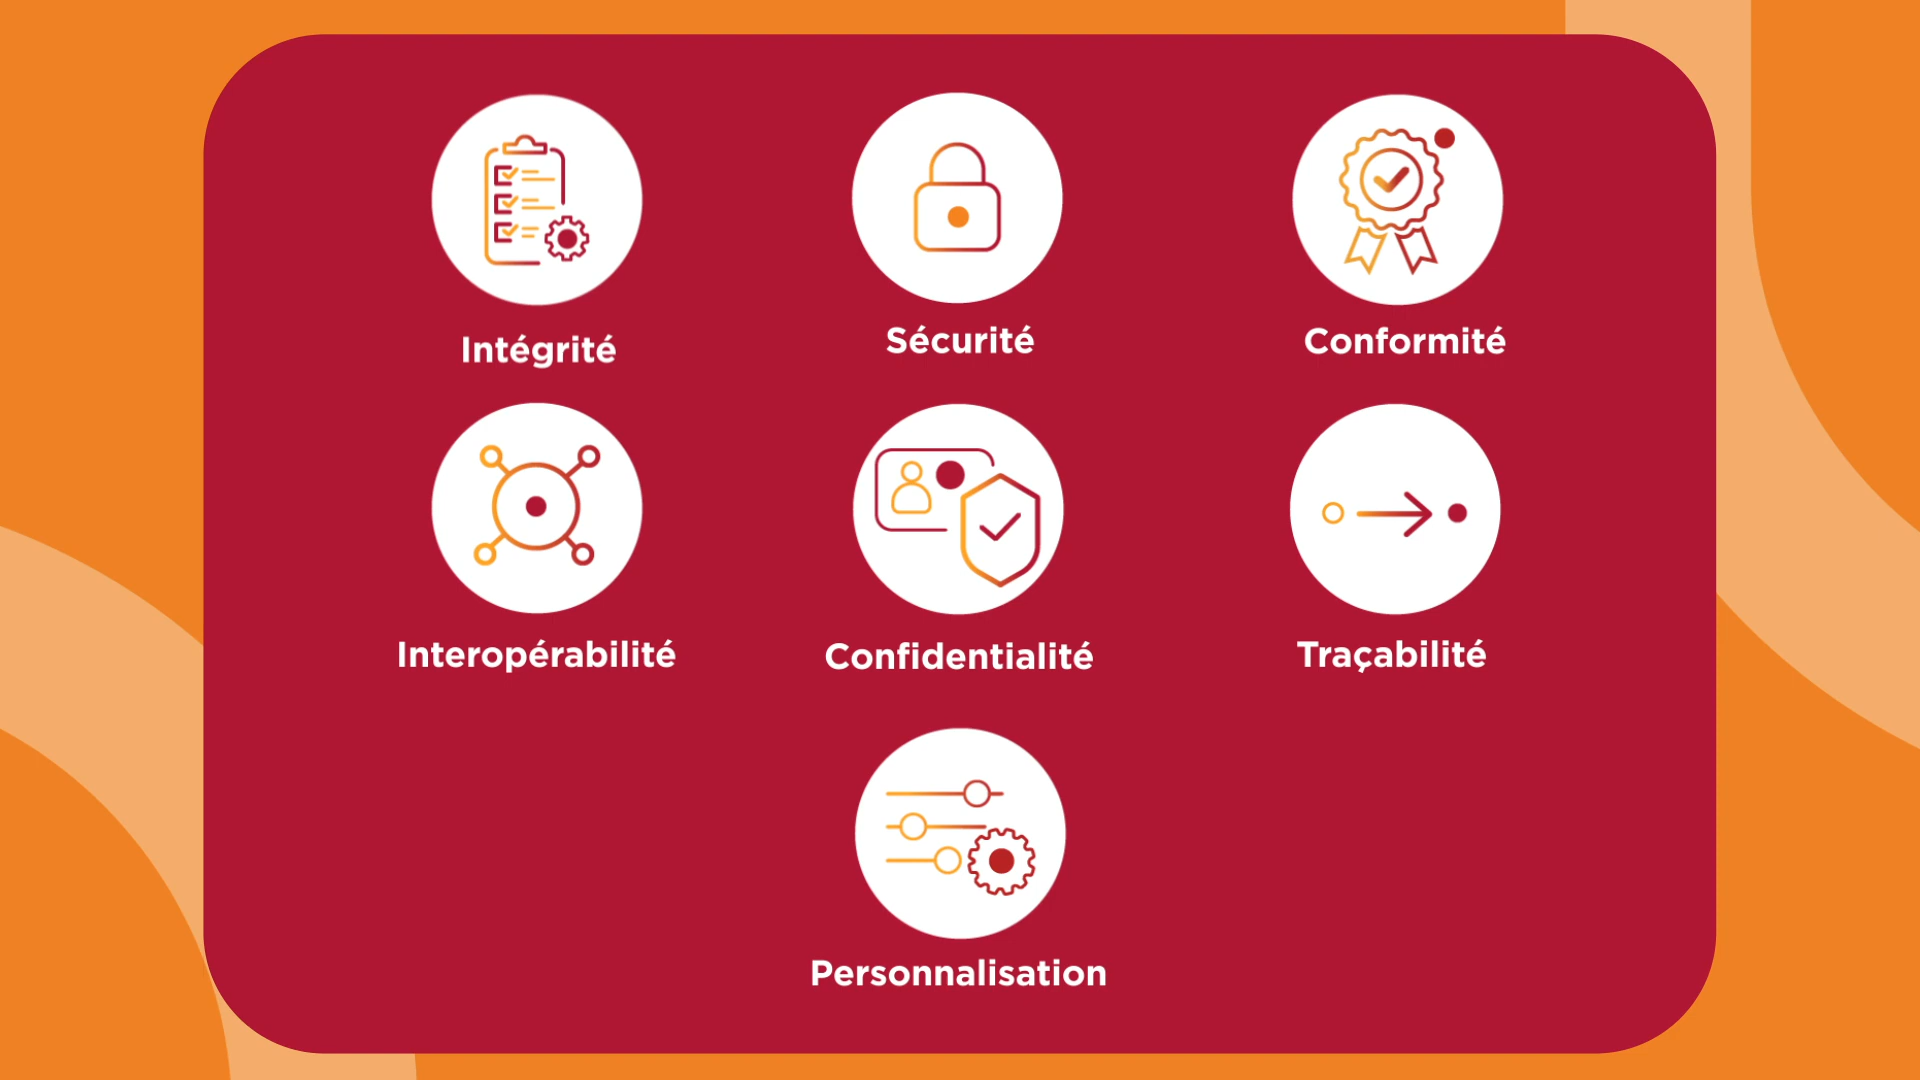 Intégrité
Sécurité
Conformité
Interopérabilité
Confidentialité
Traçabilité
Personnalisation